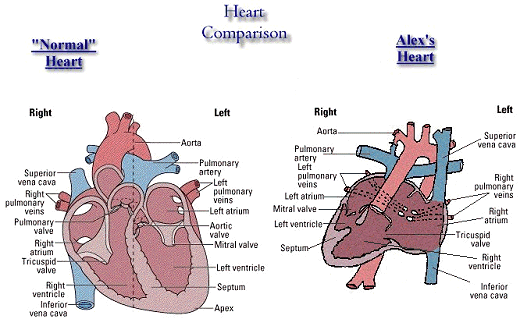 Heart
Comparison
"Normal"
Heart
Alex's
Heart
Right
Left
Aorta
Pulmonary
artery
Left
pulmonary
veins
Left atrium
Aortic
valve
Mitral valve
Left ventricle
Septum
Apex
Superior
vena cava
Right
pulmonary
veins
Pulmonary
valve
Right
atrium
Tricuspid
valve
Right
ventricle
Inferior
vena cava
Right
Left
Aorta
Pulmonary
artery
Left
pulmonary
veins
Left atrium
Mitral valve
Left ventricle
Septum
Superior
vena cava
Right
pulmonary
veins
Right
atrium
Tricuspid
valve
Right
ventricle
Inferior
vena cava